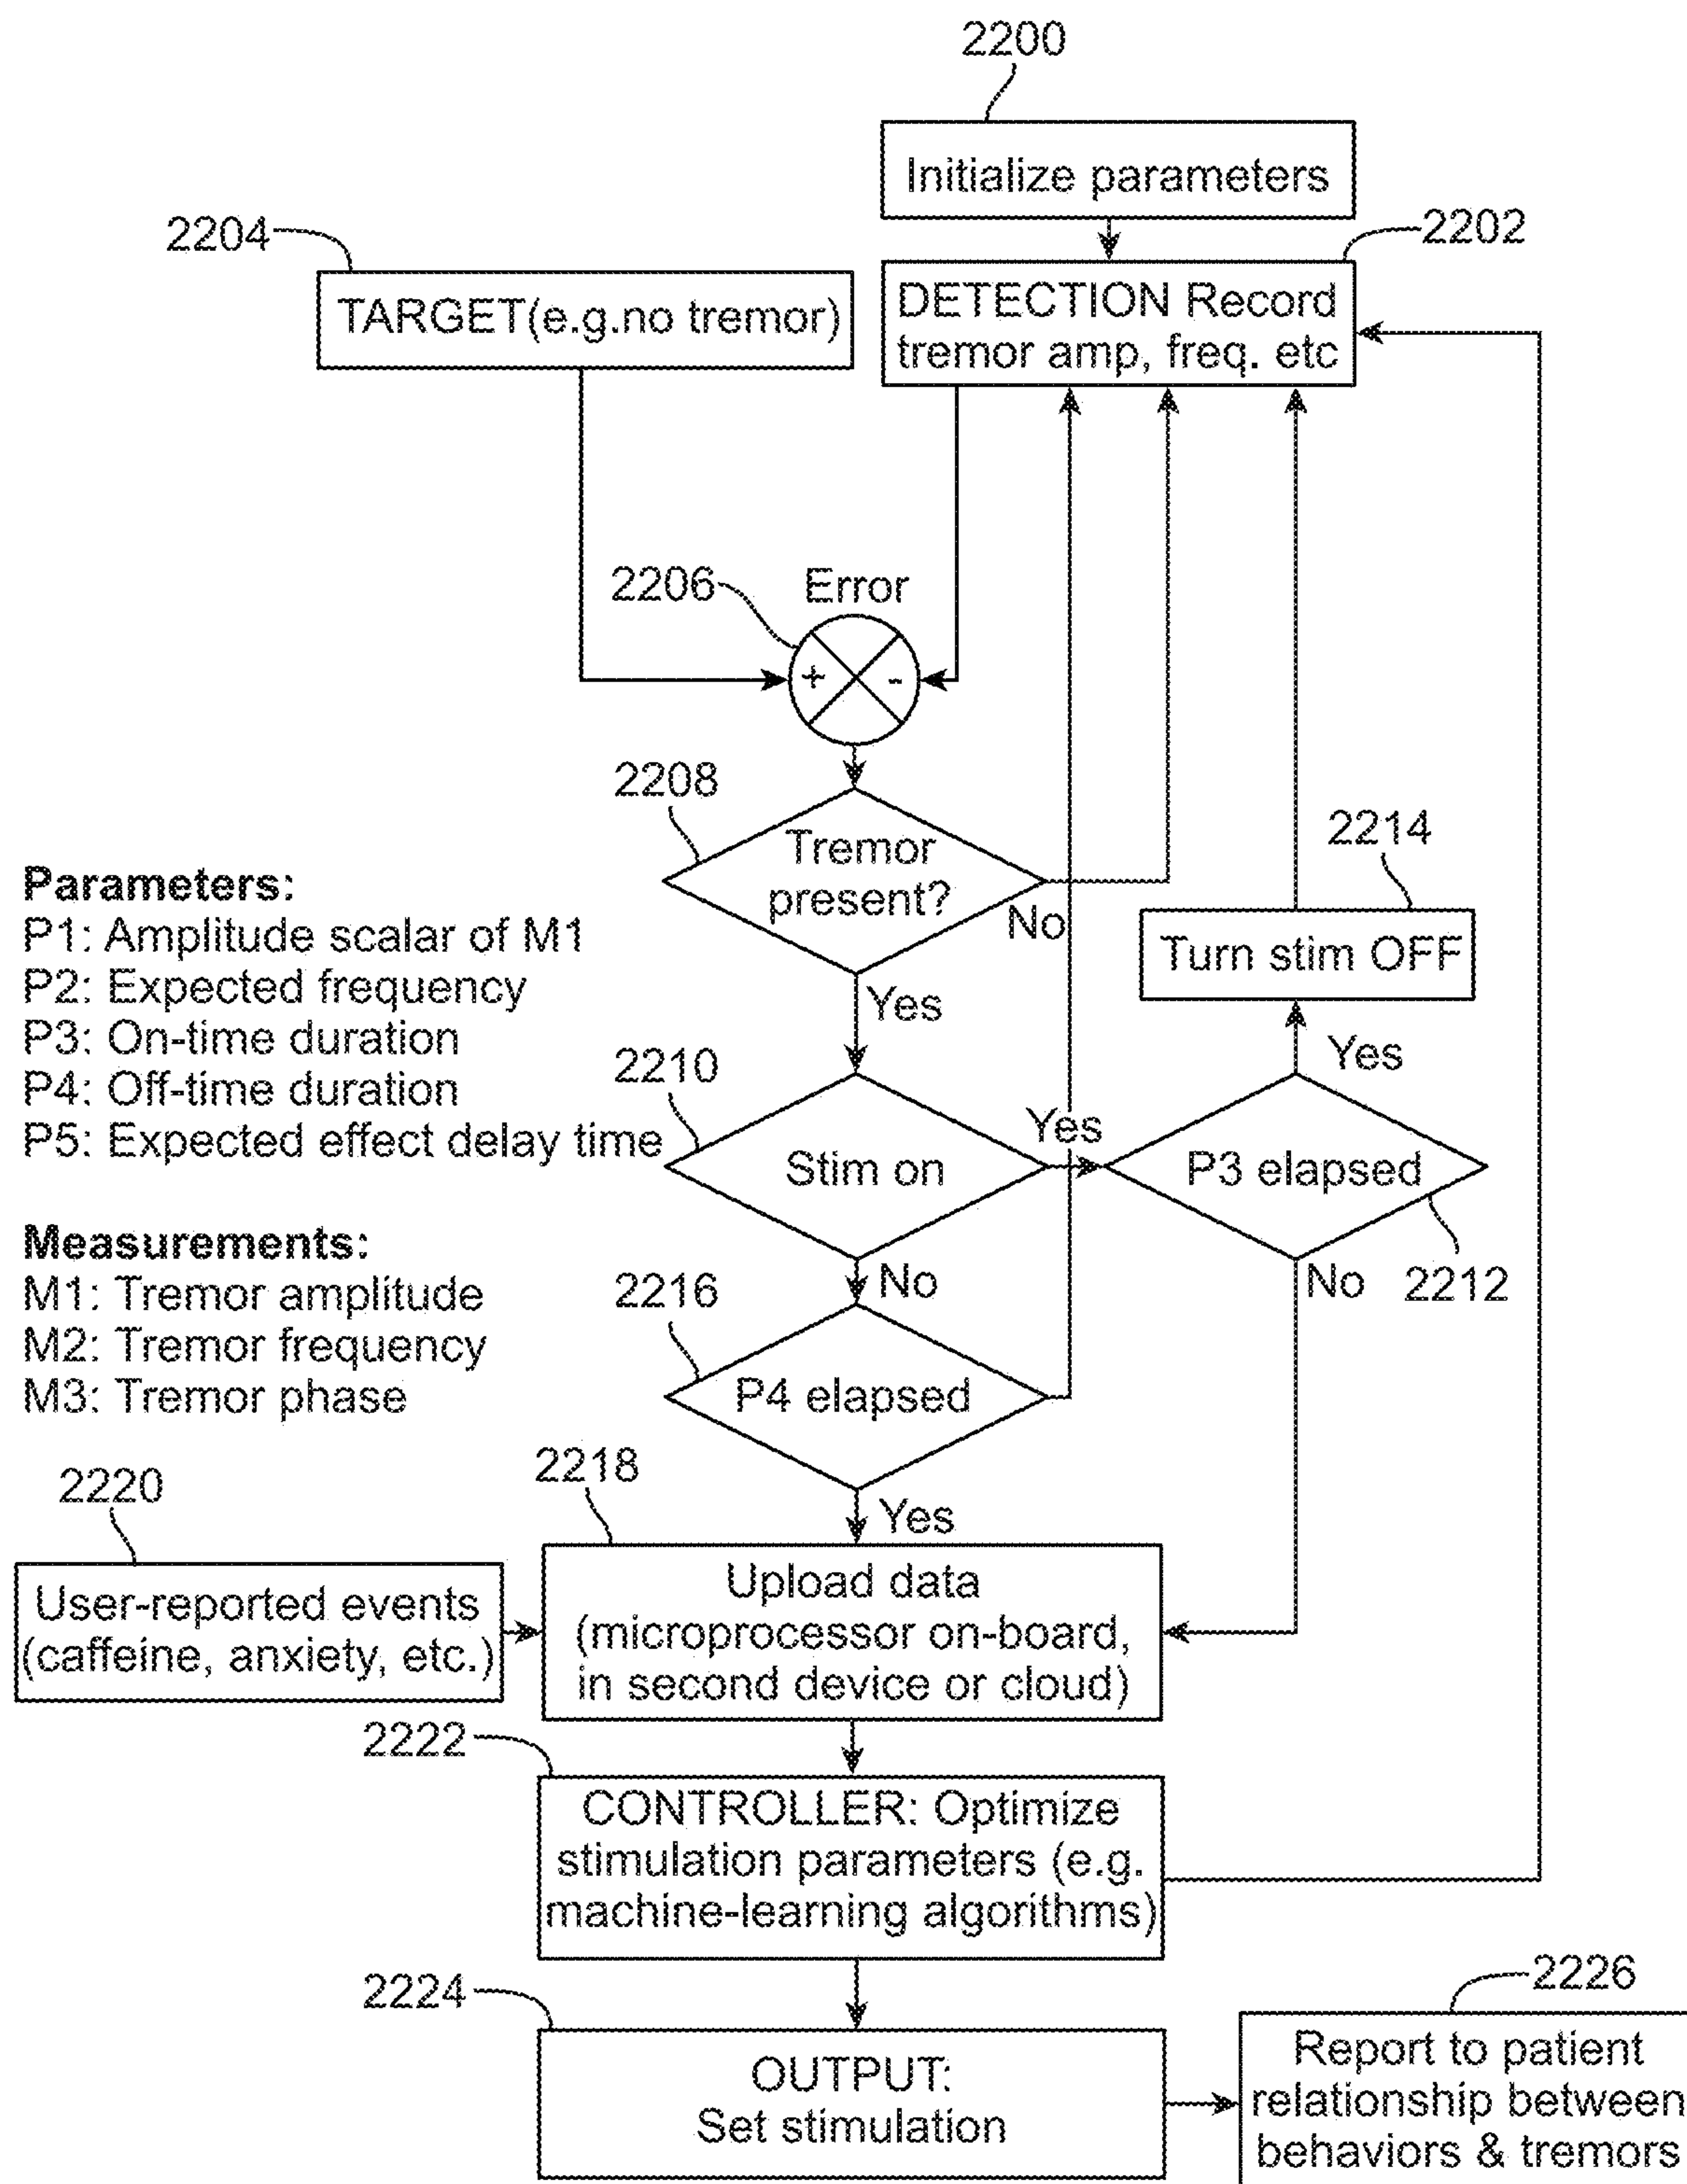 2200
Initialize parameters
2204
2202
TARGET(e.g.no tremor)
DETECTION Record
tremor amp, freq. etc
2206
Error
+
-
2208
Tremor
present?
No
Yes
2214
Turn stim OFF
Yes
Parameters:
P1: Amplitude scalar of M1
P2: Expected frequency
P3: On-time duration
P4: Off-time duration
P5: Expected effect delay time
2210
Stim on
Yes
P3 elapsed
2212
No
No
Measurements:
M1: Tremor amplitude
M2: Tremor frequency
M3: Tremor phase
2216
P4 elapsed
Yes
2218
2220
User-reported events
(caffeine, anxiety, etc.)
Upload data
(microprocessor on-board,
in second device or cloud)
2222
CONTROLLER: Optimize
stimulation parameters (e.g.
machine-learning algorithms)
2224
OUTPUT:
Set stimulation
2226
Report to patient
relationship between
behaviors & tremors